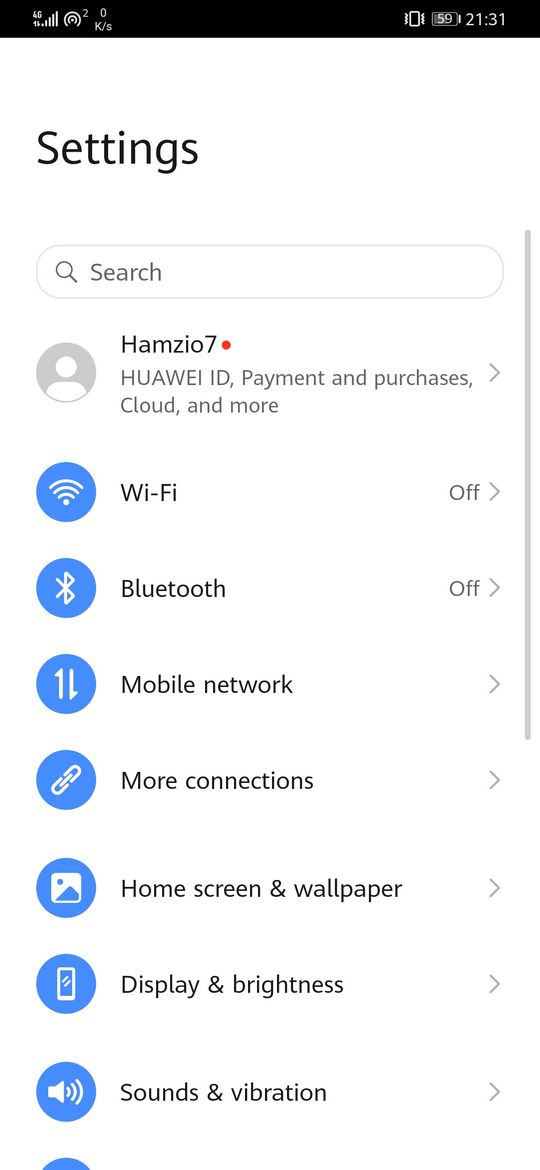 4G 2 0 59 21:31
K/s
Settings
Search
Hamzio7
HUAWEI ID, Payment and purchases,
Cloud, and more
Wi-Fi Off
Bluetooth Off
Mobile network
More connections
Home screen & wallpaper
Display & brightness
Sounds & vibration